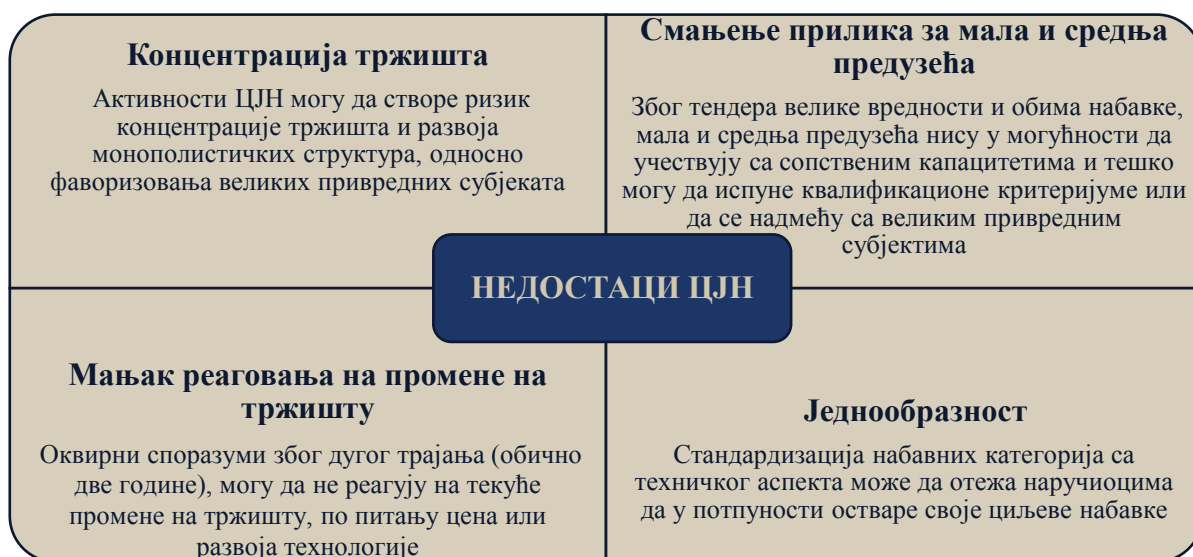 Концентрација тржишта
Активности ЦЈН могу да створе ризик
концентрације тржишта и развоја
монополистичких структура, односно
фаворизовања великих привредних субјеката
Смањење прилика за мала и средња
предузећа
Због тендера велике вредности и обима набавке,
мала и средња предузећа нису у могућности да
учествују са сопственим капацитетима и тешко
могу да испуне квалификационе критеријуме или
да се надмећу са великим привредним
субјектима
НЕДОСТАЦИ ЦЈН
Мањак реаговања на промене на
тржишту
Оквирни споразуми због дугог трајања (обично
две године), могу да не реагују на текуће
промене на тржишту, по питању цена или
развоја технологије
Једнообразност
Стандардизација набавних категорија са
техничког аспекта може да отежа наручиоцима
да у потпуности остваре своје циљеве набавке